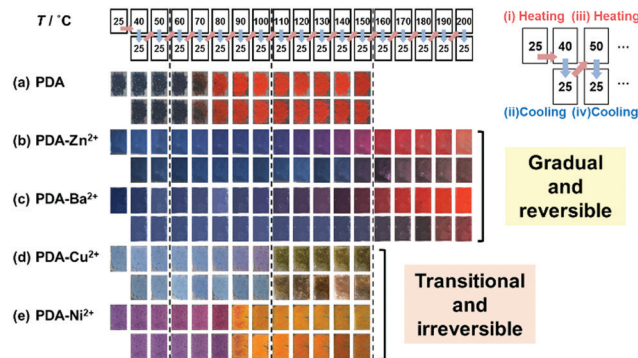 T / °C
25 40 50 60 70 80 90 100 110 120 130 140 150 160 170 180 190 200
25 25 25 25 25 25 25 25 25 25 25 25 25 25 25 25 25
(i) Heating (iii) Heating
25 40 50 ...
25 25 ...
(ii)Cooling (iv)Cooling
(a) PDA
(b) PDA-Zn²⁺
(c) PDA-Ba²⁺
(d) PDA-Cu²⁺
(e) PDA-Ni²⁺
Gradual
and
reversible
Transitional
and
irreversible